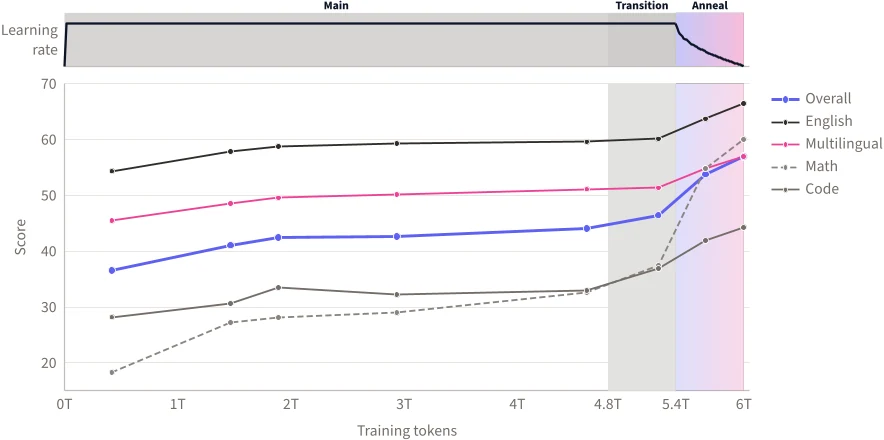 Main
Transition
Anneal
Learning
rate
70
60
50
40
30
20
Score
0T
1T
2T
3T
4T
4.8T
5.4T
6T
Training tokens
Overall
English
Multilingual
Math
Code